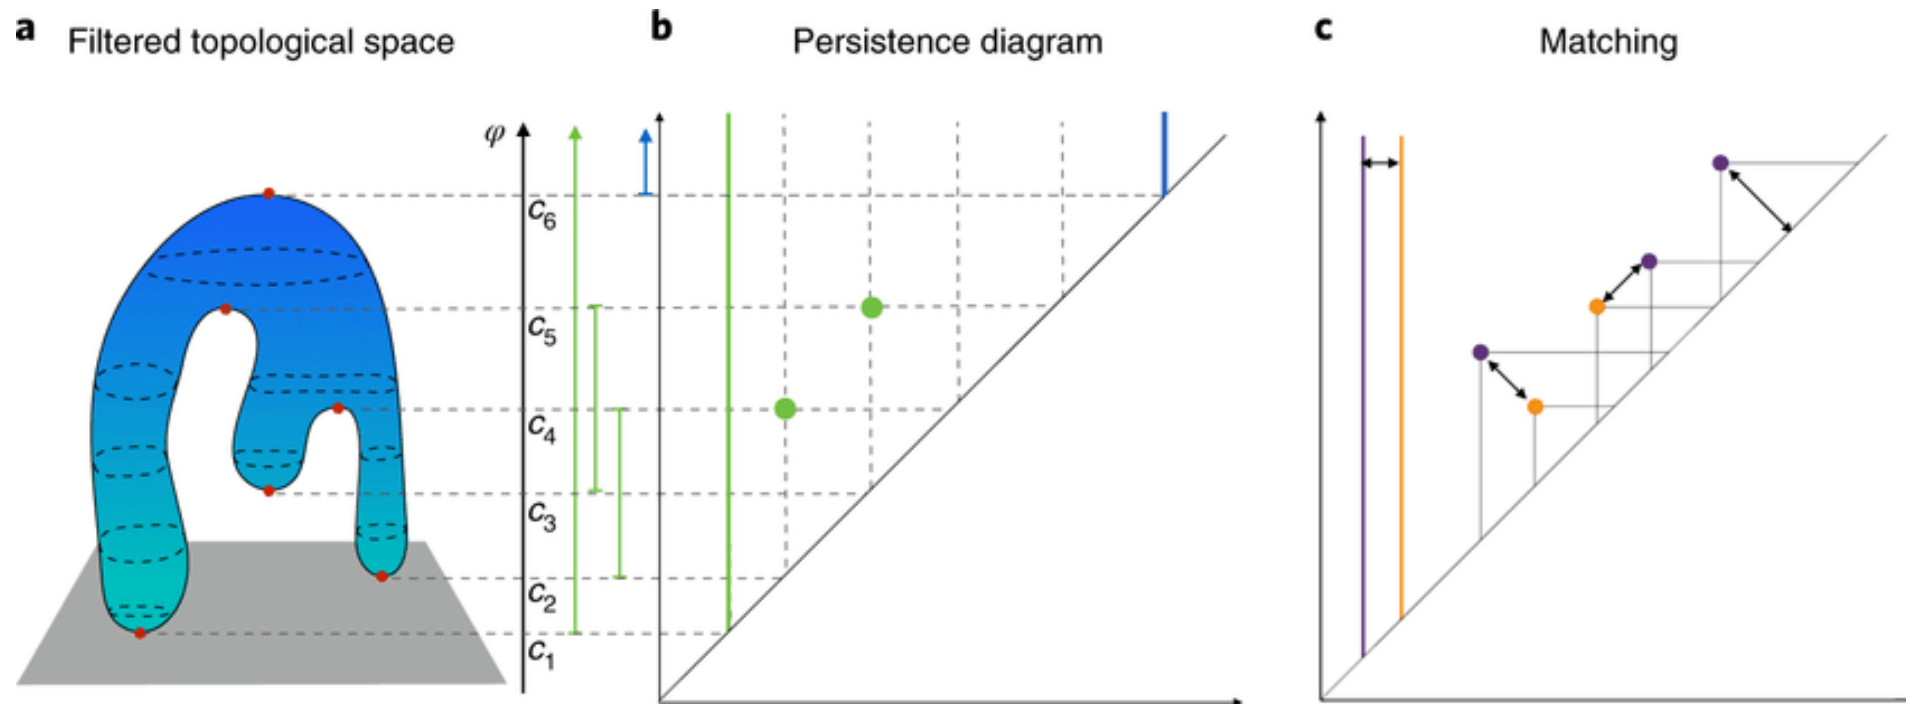 a Filtered topological space
b Persistence diagram
c Matching
φ
C6
C5
C4
C3
C2
C1